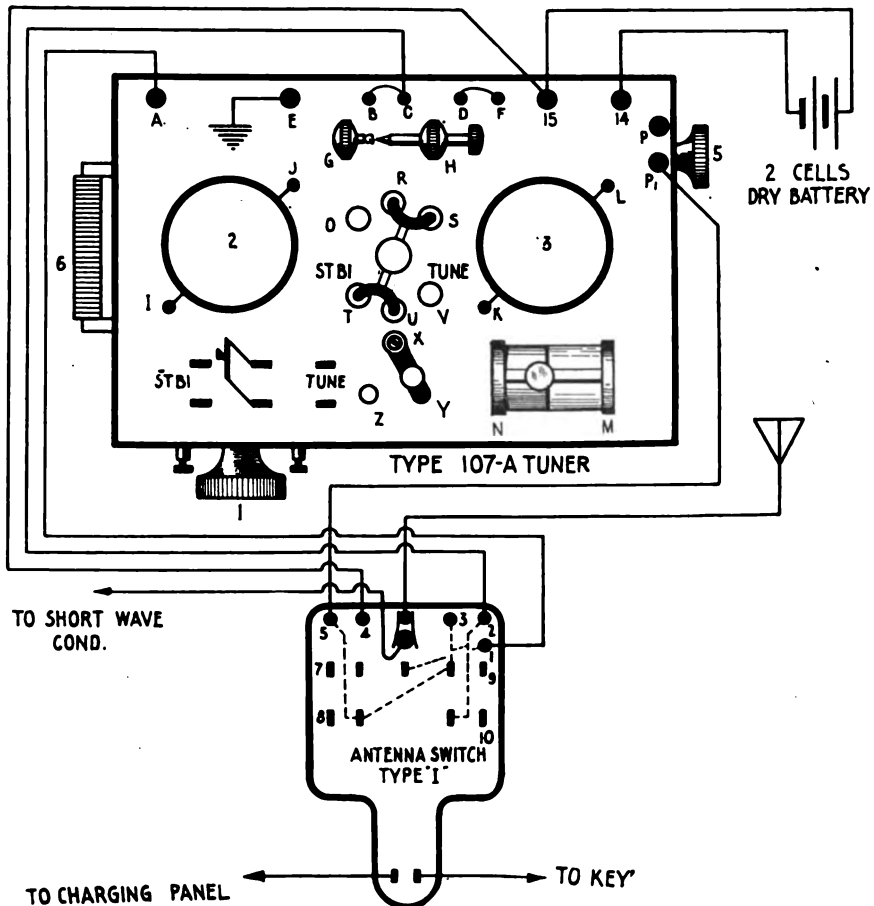 A. E B C D F 15 14
P
G H 5
J R P,
L
2 CELLS
DRY BATTERY
O S
2 3
6
STBI TUNE
I T U V K
X
STBI TUNE
Z Y N M
TYPE 107-A TUNER
1
TO SHORT WAVE
COND.
5 4 3 2
1
7 9
8 10
ANTENNA SWITCH
TYPE "I"
TO CHARGING PANEL
TO KEY'